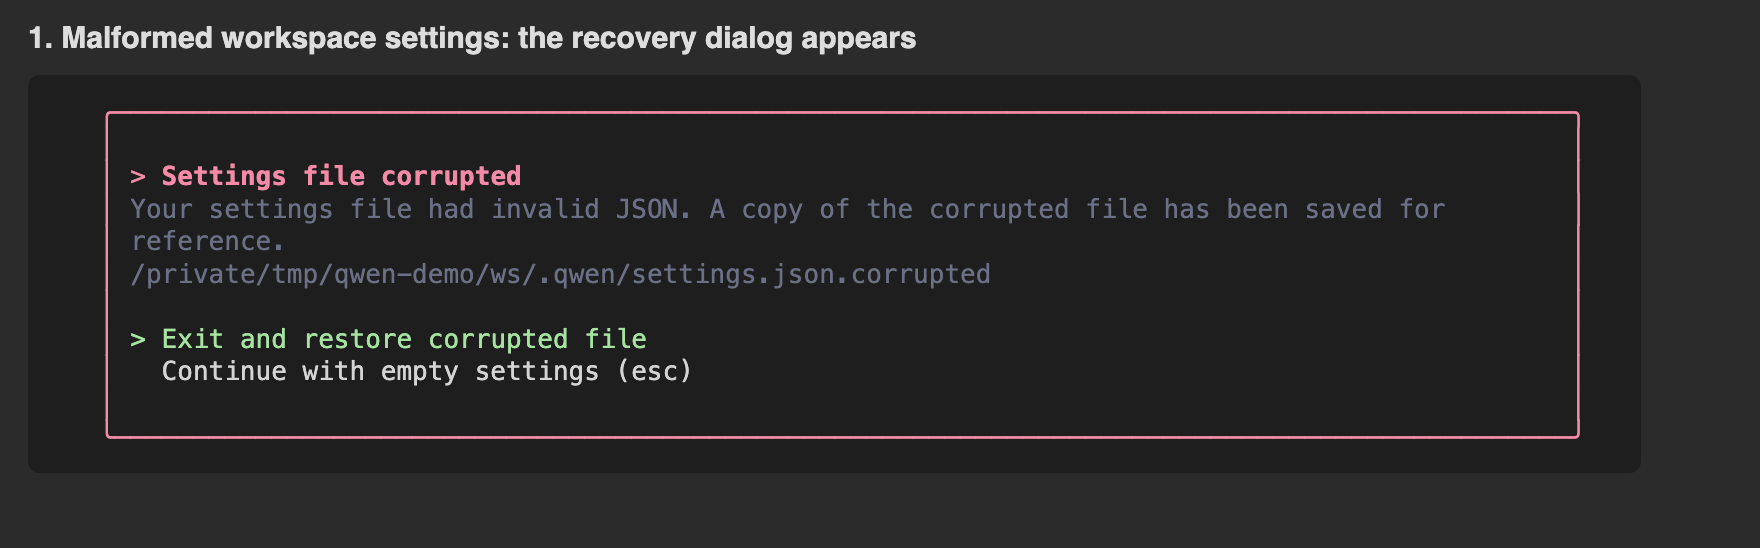 1. Malformed workspace settings: the recovery dialog appears
> Settings file corrupted
Your settings file had invalid JSON. A copy of the corrupted file has been saved for
reference.
/private/tmp/qwen-demo/ws/.qwen/settings.json.corrupted
> Exit and restore corrupted file
Continue with empty settings (esc)